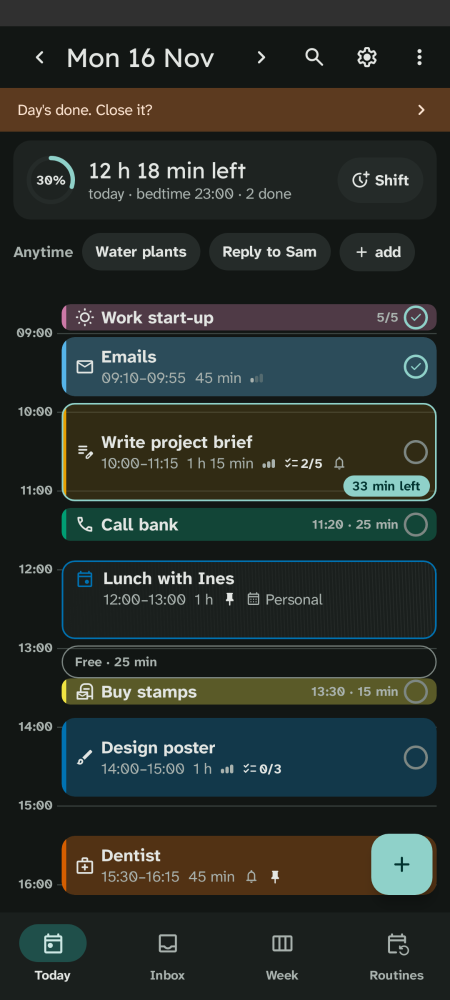 Mon 16 Nov
Day's done. Close it?
30%
12 h 18 min left
today · bedtime 23:00 · 2 done
Shift
Anytime
Water plants
Reply to Sam
+ add
Work start-up
5/5
09:00
Emails
09:10–09:55 45 min
10:00
Write project brief
10:00–11:15 1 h 15 min 2/5
33 min left
11:00
Call bank
11:20 · 25 min
12:00
Lunch with Ines
12:00–13:00 1 h Personal
13:00
Free · 25 min
Buy stamps
13:30 · 15 min
14:00
Design poster
14:00–15:00 1 h 0/3
15:00
Dentist
15:30–16:15 45 min
16:00
+
Today
Inbox
Week
Routines